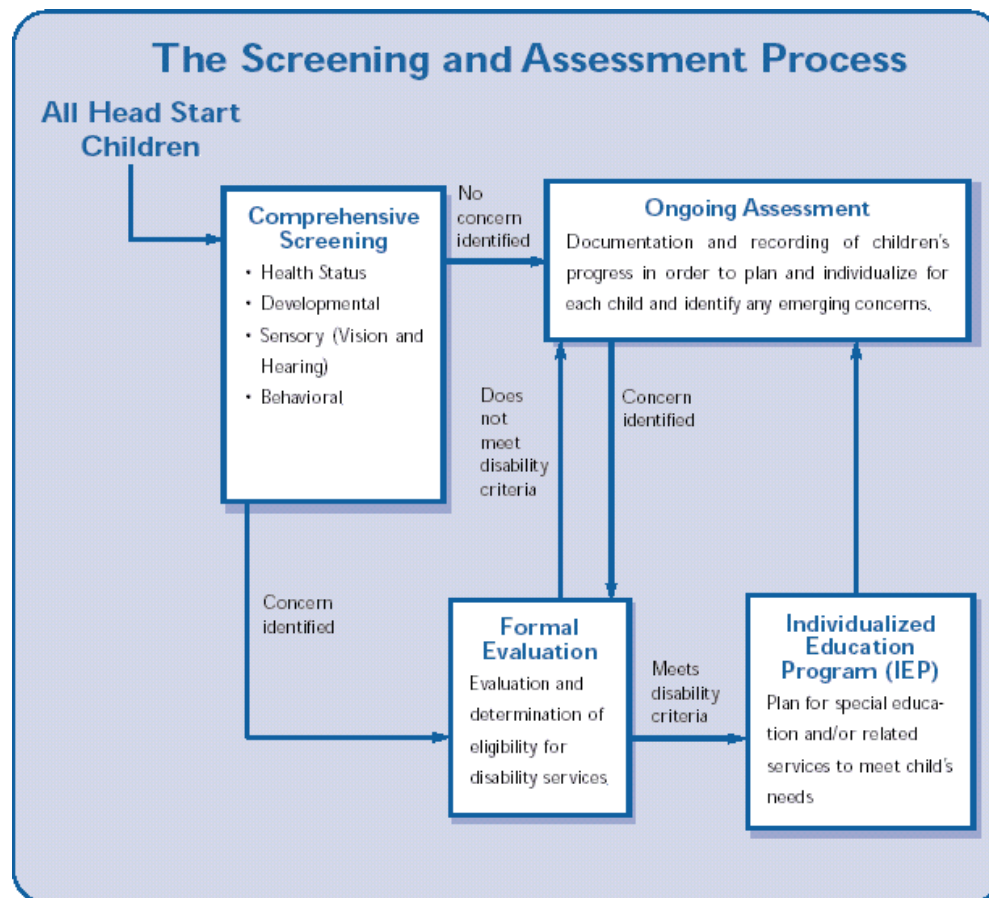 The Screening and Assessment Process
All Head Start
Children
Comprehensive
Screening
• Health Status
• Developmental
• Sensory (Vision and
Hearing)
• Behavioral.
No
concern
identified
Ongoing Assessment
Documentation and recording of children's
progress in order to plan and individualize for
each child and identify any emerging concerns.
Does
not
meet
disability
criteria
Concern
identified
Concern
identified
Formal
Evaluation
Evaluation and
determination of
eligibility for
disability services.
Meets
disability
criteria
Individualized
Education
Program (IEP)
Plan for special educa-
tion and/or related
services to meet child's
needs